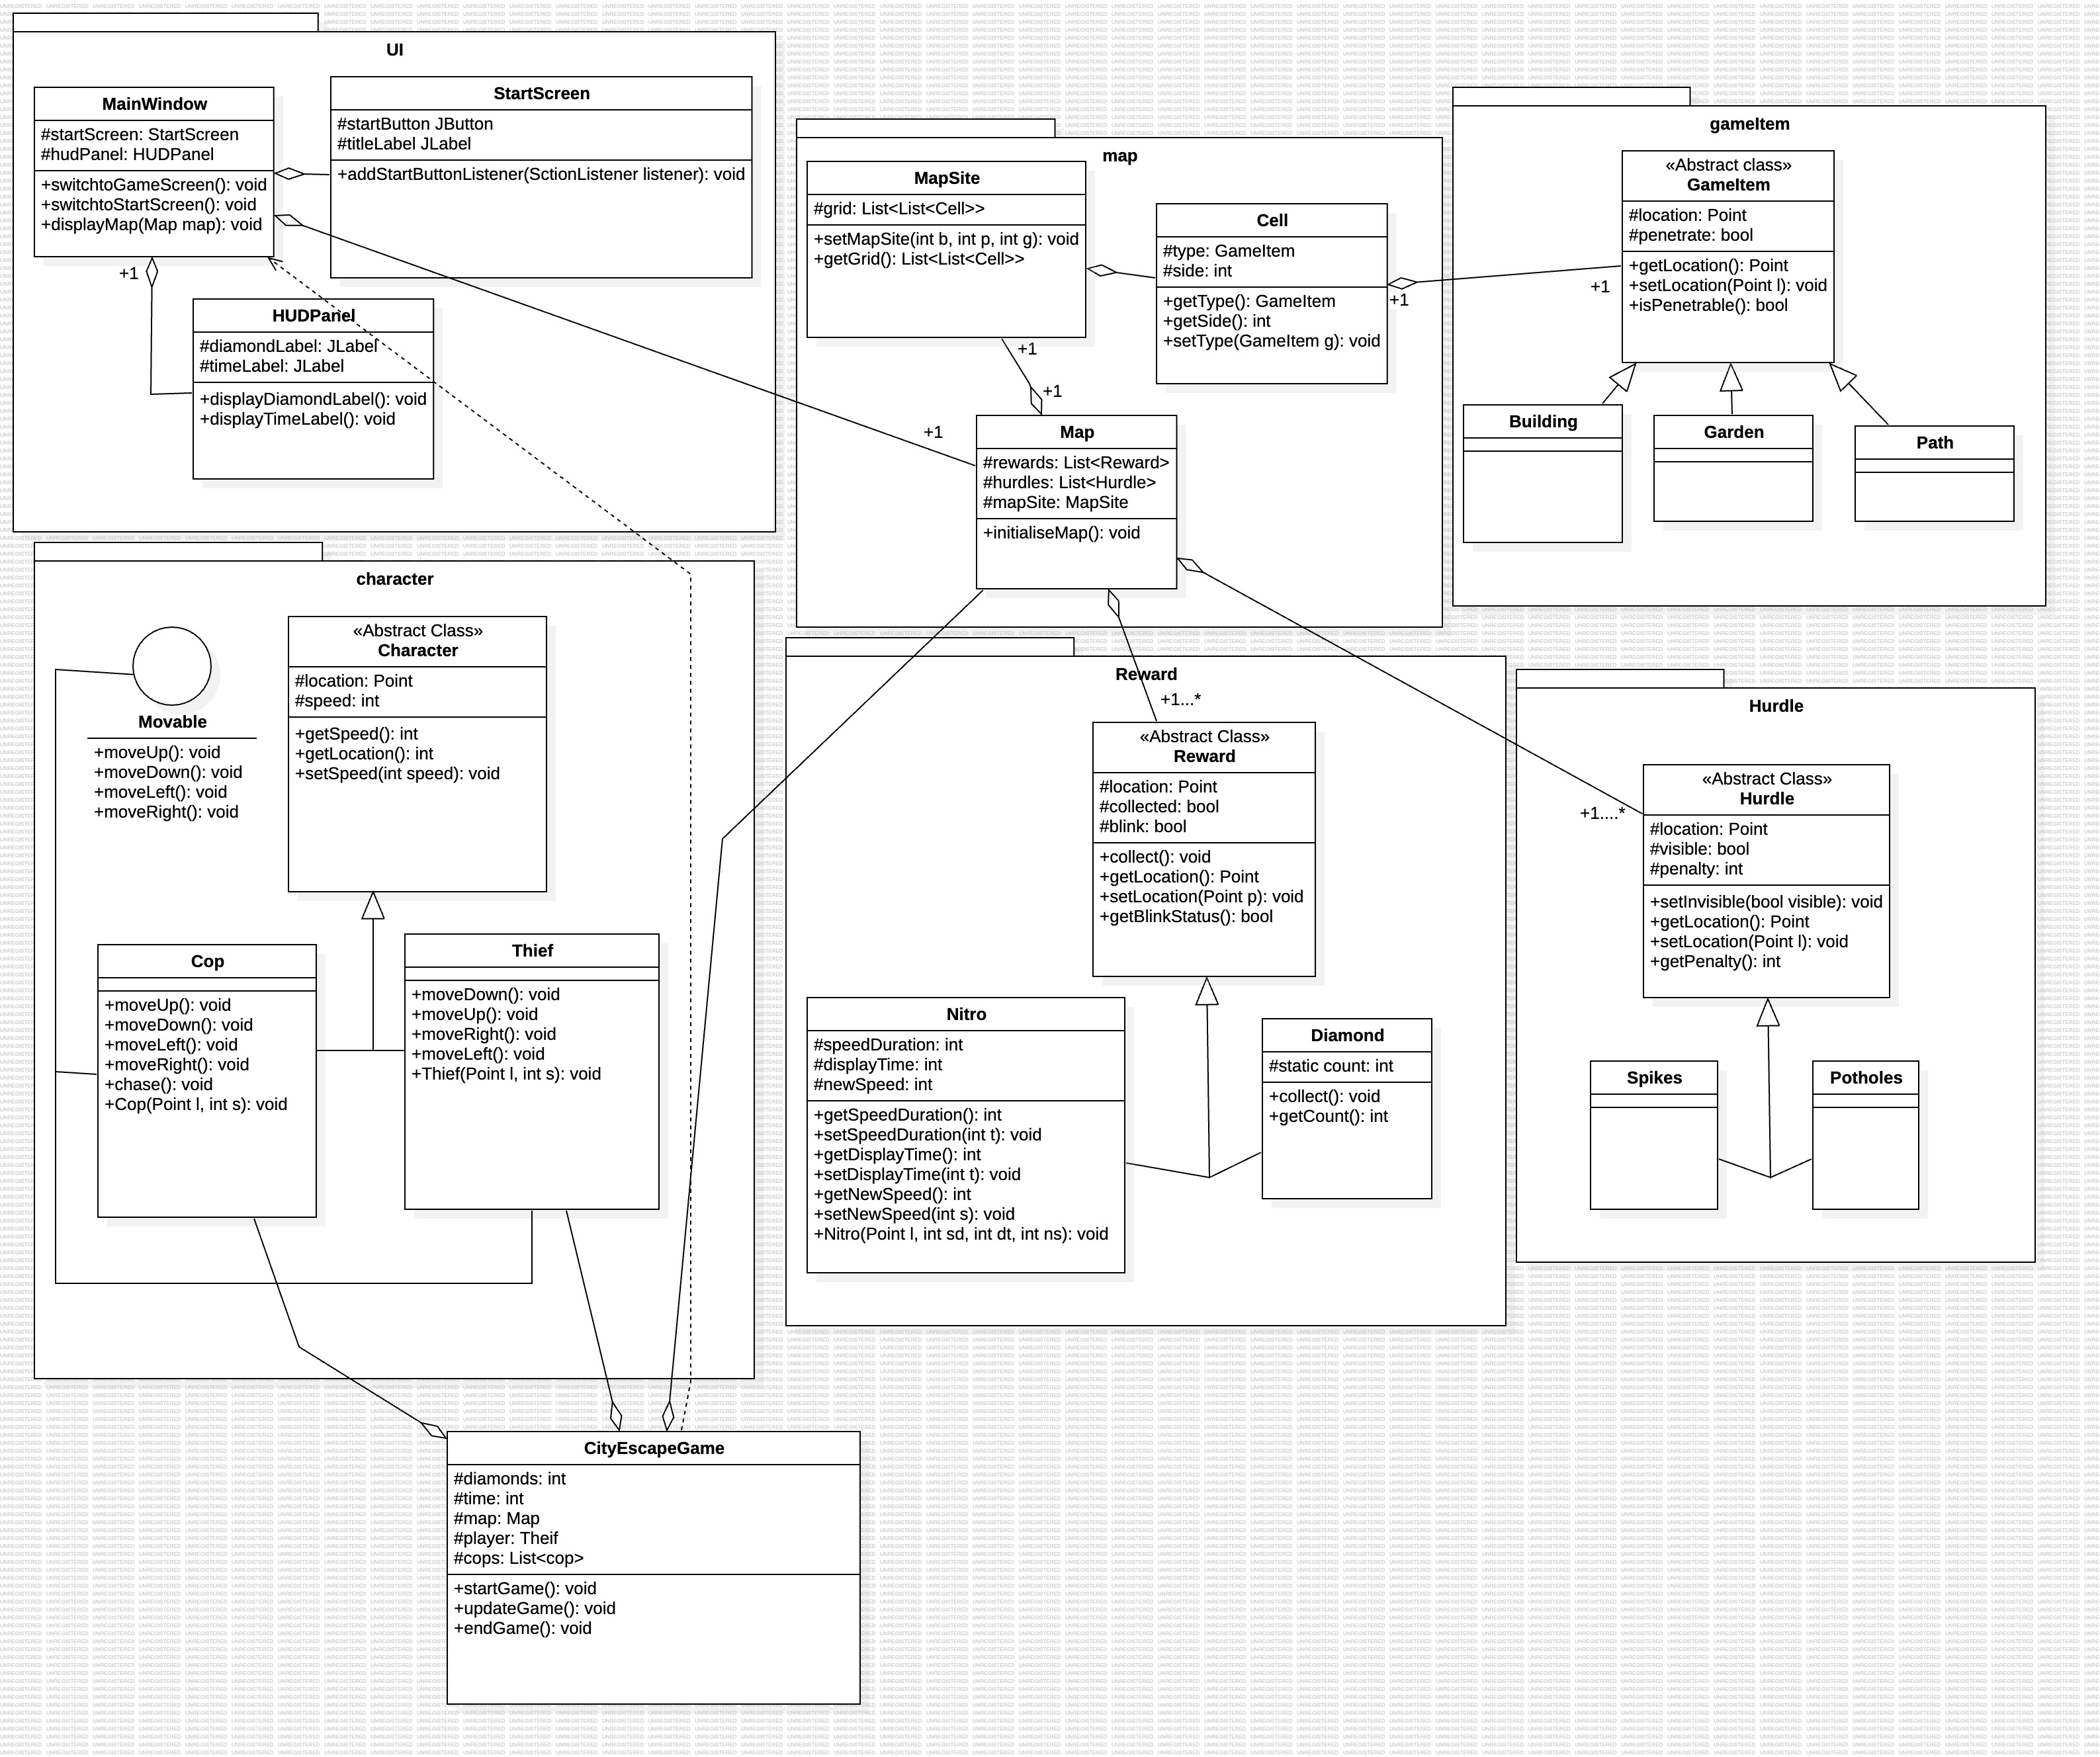 UI
MainWindow
#startScreen: StartScreen
#hudPanel: HUDPanel
+switchtoGameScreen(): void
+switchtoStartScreen(): void
+displayMap(Map map): void
StartScreen
#startButton JButton
#titleLabel JLabel
+addStartButtonListener(SctionListener listener): void
+1
HUDPanel
#diamondLabel: JLabel
#timeLabel: JLabel
+displayDiamondLabel(): void
+displayTimeLabel(): void
map
MapSite
#grid: List<List<Cell>>
+setMapSite(int b, int p, int g): void
+getGrid(): List<List<Cell>>
Cell
#type: GameItem
#side: int
+getType(): GameItem
+getSide(): int
+setType(GameItem g): void
+1
+1
+1
+1
+1
Map
#rewards: List<Reward>
#hurdles: List<Hurdle>
#mapSite: MapSite
+initialiseMap(): void
gameItem
«Abstract class»
GameItem
#location: Point
#penetrate: bool
+getLocation(): Point
+setLocation(Point l): void
+isPenetrable(): bool
Building
Garden
Path
character
Movable
+moveUp(): void
+moveDown(): void
+moveLeft(): void
+moveRight(): void
«Abstract Class»
Character
#location: Point
#speed: int
+getSpeed(): int
+getLocation(): int
+setSpeed(int speed): void
Cop
+moveUp(): void
+moveDown(): void
+moveLeft(): void
+moveRight(): void
+chase(): void
+Cop(Point l, int s): void
Thief
+moveDown(): void
+moveUp(): void
+moveRight(): void
+moveLeft(): void
+Thief(Point l, int s): void
Reward
+1...*
«Abstract Class»
Reward
#location: Point
#collected: bool
#blink: bool
+collect(): void
+getLocation(): Point
+setLocation(Point p): void
+getBlinkStatus(): bool
Nitro
#speedDuration: int
#displayTime: int
#newSpeed: int
+getSpeedDuration(): int
+setSpeedDuration(int t): void
+getDisplayTime(): int
+setDisplayTime(int t): void
+getNewSpeed(): int
+setNewSpeed(int s): void
+Nitro(Point l, int sd, int dt, int ns): void
Diamond
#static count: int
+collect(): void
+getCount(): int
Hurdle
+1....*
«Abstract Class»
Hurdle
#location: Point
#visible: bool
#penalty: int
+setInvisible(bool visible): void
+getLocation(): Point
+setLocation(Point l): void
+getPenalty(): int
Spikes
Potholes
CityEscapeGame
#diamonds: int
#time: int
#map: Map
#player: Theif
#cops: List<cop>
+startGame(): void
+updateGame(): void
+endGame(): void
UNREGISTERED